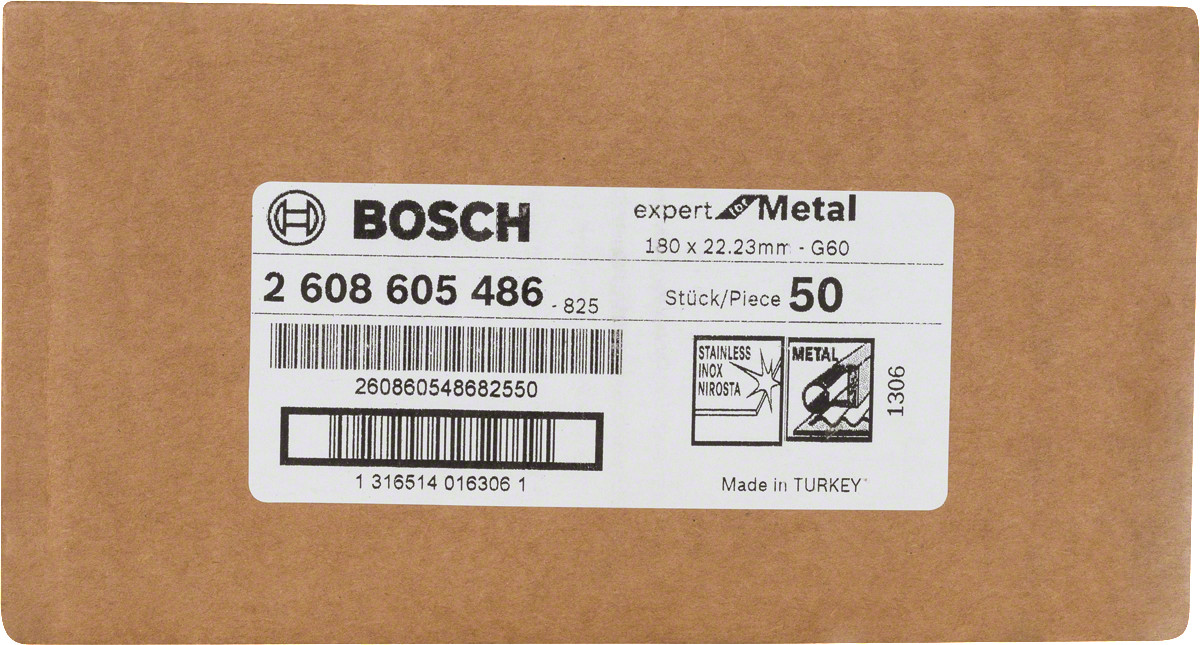 BOSCH
expert for Metal
180 x 22.23mm - G60
2 608 605 486 - 825
Stück/Piece 50
260860548682550
1 316514 016306 1
STAINLESS
INOX
NIROSTA
METAL
1306
Made in TURKEY